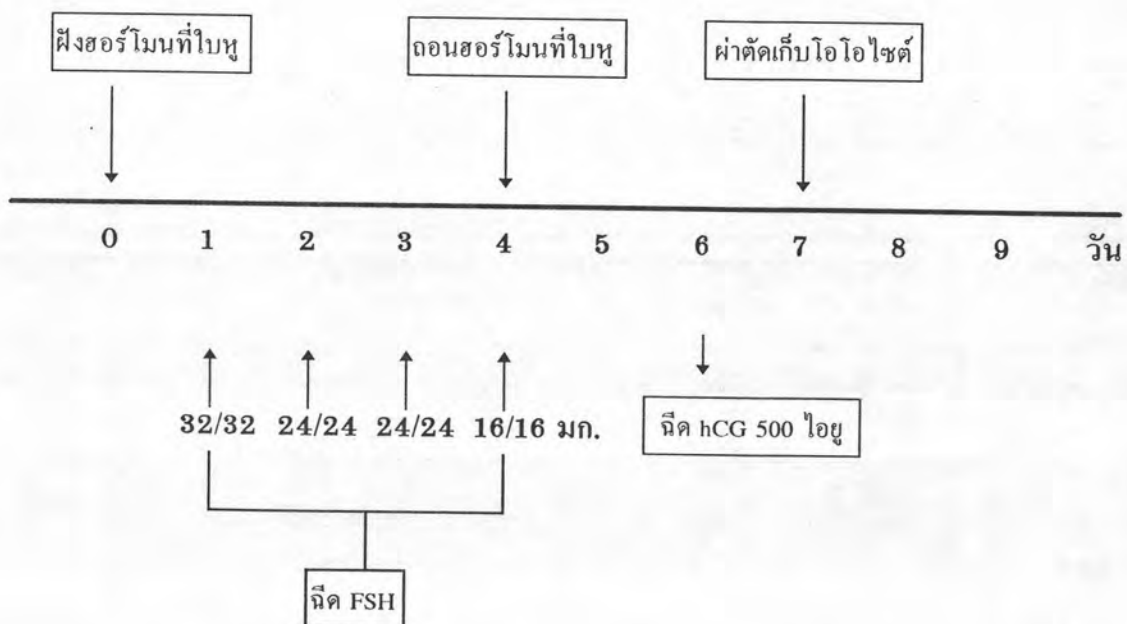 ฝังฮอร์โมนที่ใบหู ถอนฮอร์โมนที่ใบหู ผ่าตัดเก็บโอโอไซต์
0 1 2 3 4 5 6 7 8 9 วัน
32/32 24/24 24/24 16/16 มก. ฉีด hCG 500 ไอยู
ฉีด FSH